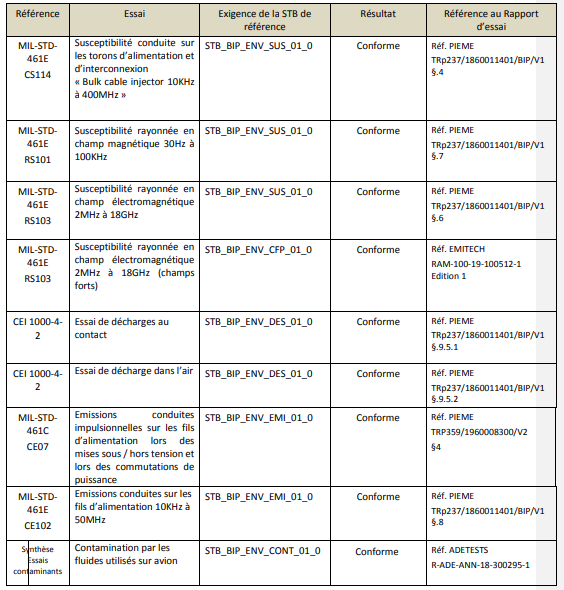 Référence
Essai
Exigence de la STB de
référence
Résultat
Référence au Rapport
d'essai
MIL-STD-
461E
CS114
Susceptibilité conduite sur
les torons d'alimentation et
d'interconnexion
« Bulk cable injector 10KHz
à 400MHz »
STB_BIP_ENV_SUS_01_0
Conforme
Réf. PIEME
TRp237/1860011401/BIP/V1
§.4
MIL-STD-
461E
RS101
Susceptibilité rayonnée en
champ magnétique 30Hz à
100KHz
STB_BIP_ENV_SUS_01_0
Conforme
Réf. PIEME
TRp237/1860011401/BIP/V1
§.7
MIL-STD-
461E
RS103
Susceptibilité rayonnée en
champ électromagnétique
2MHz à 18GHz
STB_BIP_ENV_SUS_01_0
Conforme
Réf. PIEME
TRp237/1860011401/BIP/V1
§.6
MIL-STD-
461E
RS103
Susceptibilité rayonnée en
champ électromagnétique
2MHz à 18GHz (champs
forts)
STB_BIP_ENV_CFP_01_0
Conforme
Réf. EMITECH
RAM-100-19-100512-1
Edition 1
CEI 1000-4-
2
Essai de décharges au
contact
STB_BIP_ENV_DES_01_0
Conforme
Réf. PIEME
TRp237/1860011401/BIP/V1
§.9.5.1
CEI 1000-4-
2
Essai de décharge dans l'air
STB_BIP_ENV_DES_01_0
Conforme
Réf. PIEME
TRp237/1860011401/BIP/V1
§.9.5.2
MIL-STD-
461C
CE07
Emissions conduites
impulsionnelles sur les fils
d'alimentation lors des
mises sous / hors tension et
lors des commutations de
puissance
STB_BIP_ENV_EMI_01_0
Conforme
Réf. PIEME
TRP359/1960008300/V2
§4
MIL-STD-
461E
CE102
Emissions conduites sur les
fils d'alimentation 10KHz à
50MHz
STB_BIP_ENV_EMI_01_0
Conforme
Réf. PIEME
TRp237/1860011401/BIP/V1
§.8
Synthèse
Essais
contaminants
Contamination par les
fluides utilisés sur avion
STB_BIP_ENV_CONT_01_0
Conforme
Réf. ADETESTS
R-ADE-ANN-18-300295-1